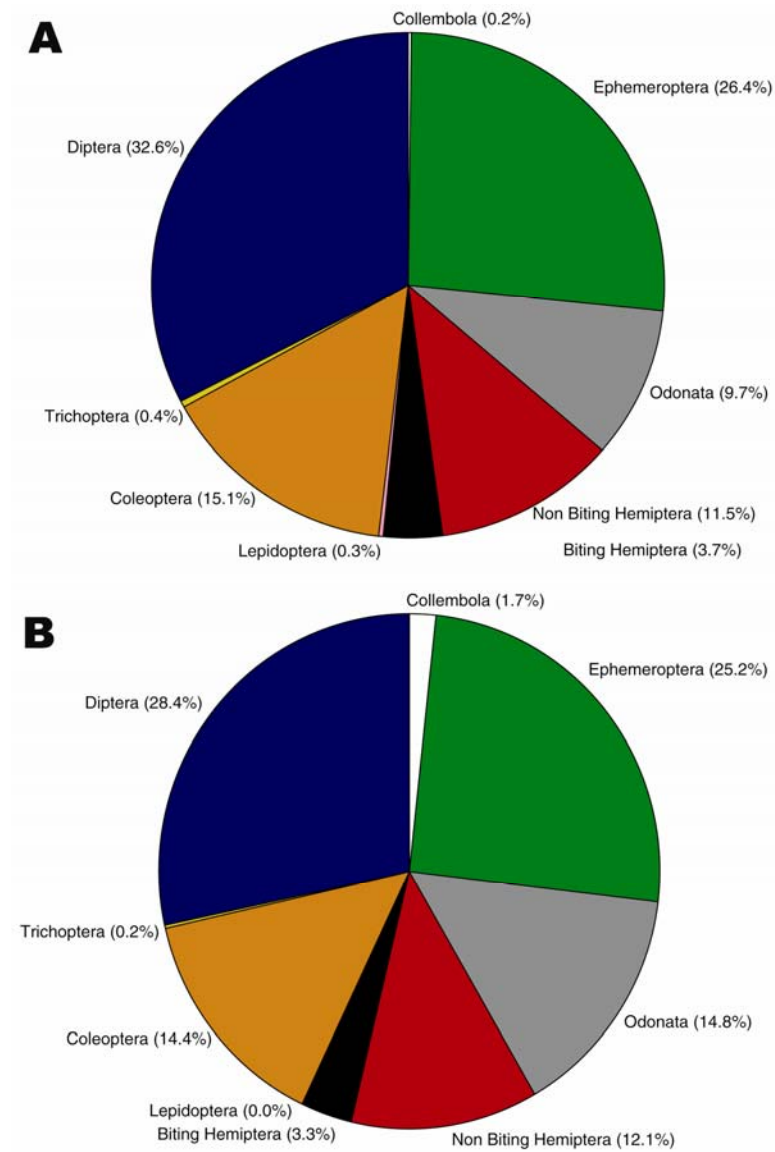 A
Collembola (0.2%)
Ephemeroptera (26.4%)
Diptera (32.6%)
Odonata (9.7%)
Trichoptera (0.4%)
Coleoptera (15.1%)
Non Biting Hemiptera (11.5%)
Lepidoptera (0.3%)
Biting Hemiptera (3.7%)
B
Collembola (1.7%)
Ephemeroptera (25.2%)
Diptera (28.4%)
Trichoptera (0.2%)
Odonata (14.8%)
Coleoptera (14.4%)
Lepidoptera (0.0%)
Biting Hemiptera (3.3%)
Non Biting Hemiptera (12.1%)